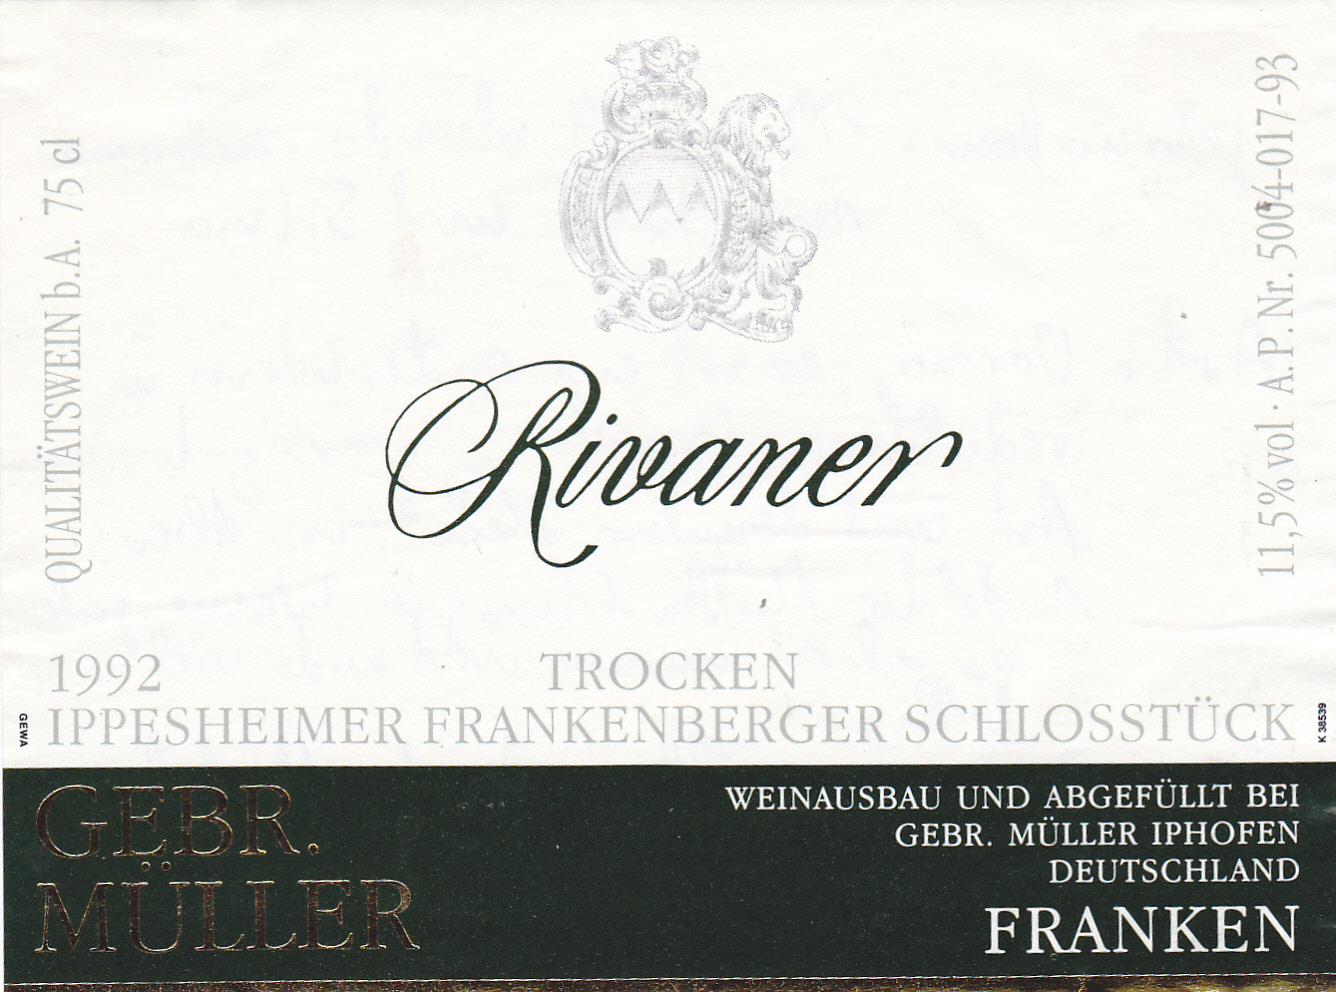 QUALITÄTSWEIN b.A. 75 cl
11,5% vol · A.P.Nr. 5004-017-93
Rivaner
1992 TROCKEN
IPPESHEIMER FRANKENBERGER SCHLOSSTÜCK
GEWA
K 38539
GEBR.
MÜLLER
WEINAUSBAU UND ABGEFÜLLT BEI
GEBR. MÜLLER IPHOFEN
DEUTSCHLAND
FRANKEN